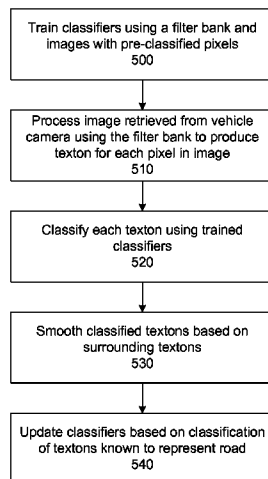 Train classifiers using a filter bank and
images with pre-classified pixels
500
Process image retrieved from vehicle
camera using the filter bank to produce
texton for each pixel in image
510
Classify each texton using trained
classifiers
520
Smooth classified textons based on
surrounding textons
530
Update classifiers based on classification
of textons known to represent road
540